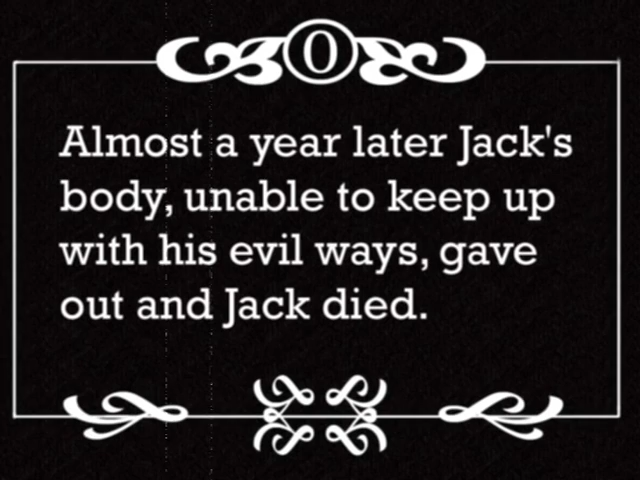 O
Almost a year later Jack's
body, unable to keep up
with his evil ways, gave
out and Jack died.